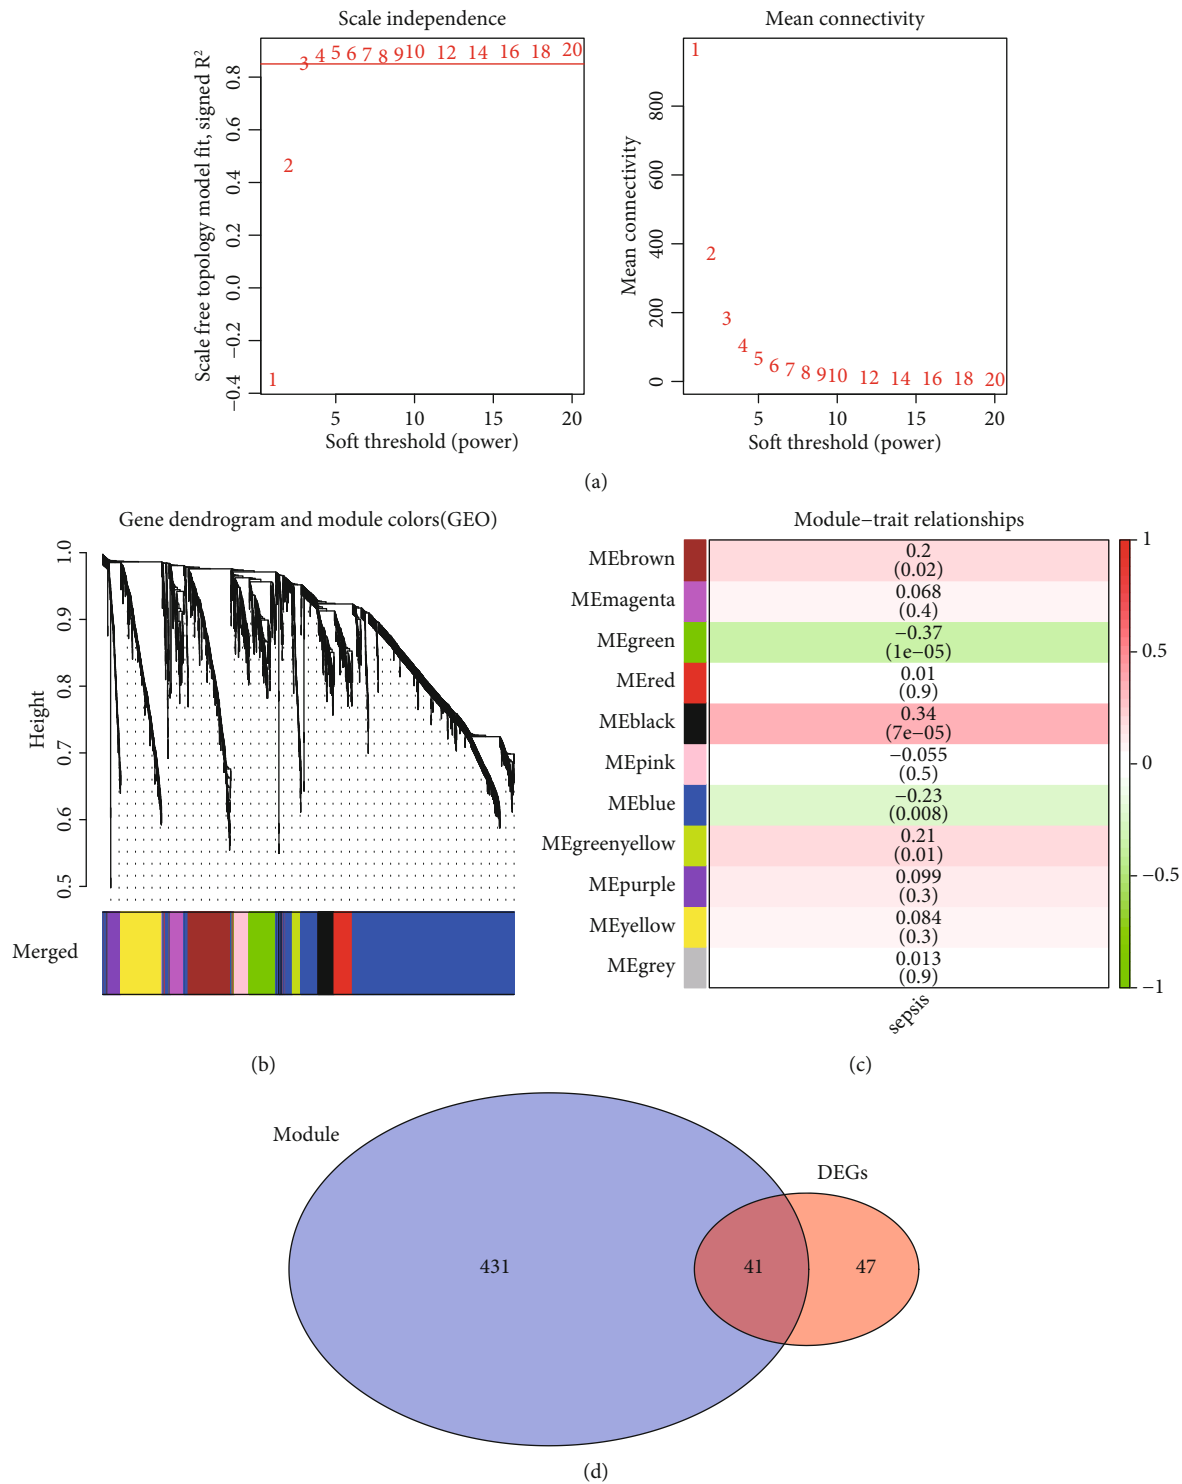 Scale independence
Scale free topology model fit, signed R²
0.8
0.6
0.4
0.2
0.0
−0.2
−0.4
1
2
3 4 5 6 7 8 9 10 12 14 16 18 20
5 10 15 20
Soft threshold (power)
Mean connectivity
Mean connectivity
800
600
400
200
0
1
2
3
4
5 6 7 8 9 10 12 14 16 18 20
5 10 15 20
Soft threshold (power)
(a)
Gene dendrogram and module colors(GEO)
Height
1.0
0.9
0.8
0.7
0.6
0.5
Merged
(b)
Module−trait relationships
MEbrown
0.2
(0.02)
MEmagenta
0.068
(0.4)
MEgreen
−0.37
(1e−05)
MEred
0.01
(0.9)
MEblack
0.34
(7e−05)
MEpink
−0.055
(0.5)
MEblue
−0.23
(0.008)
MEgreenyellow
0.21
(0.01)
MEpurple
0.099
(0.3)
MEyellow
0.084
(0.3)
MEgrey
0.013
(0.9)
sepsis
1
0.5
0
−0.5
−1
(c)
Module
DEGs
431
41
47
(d)